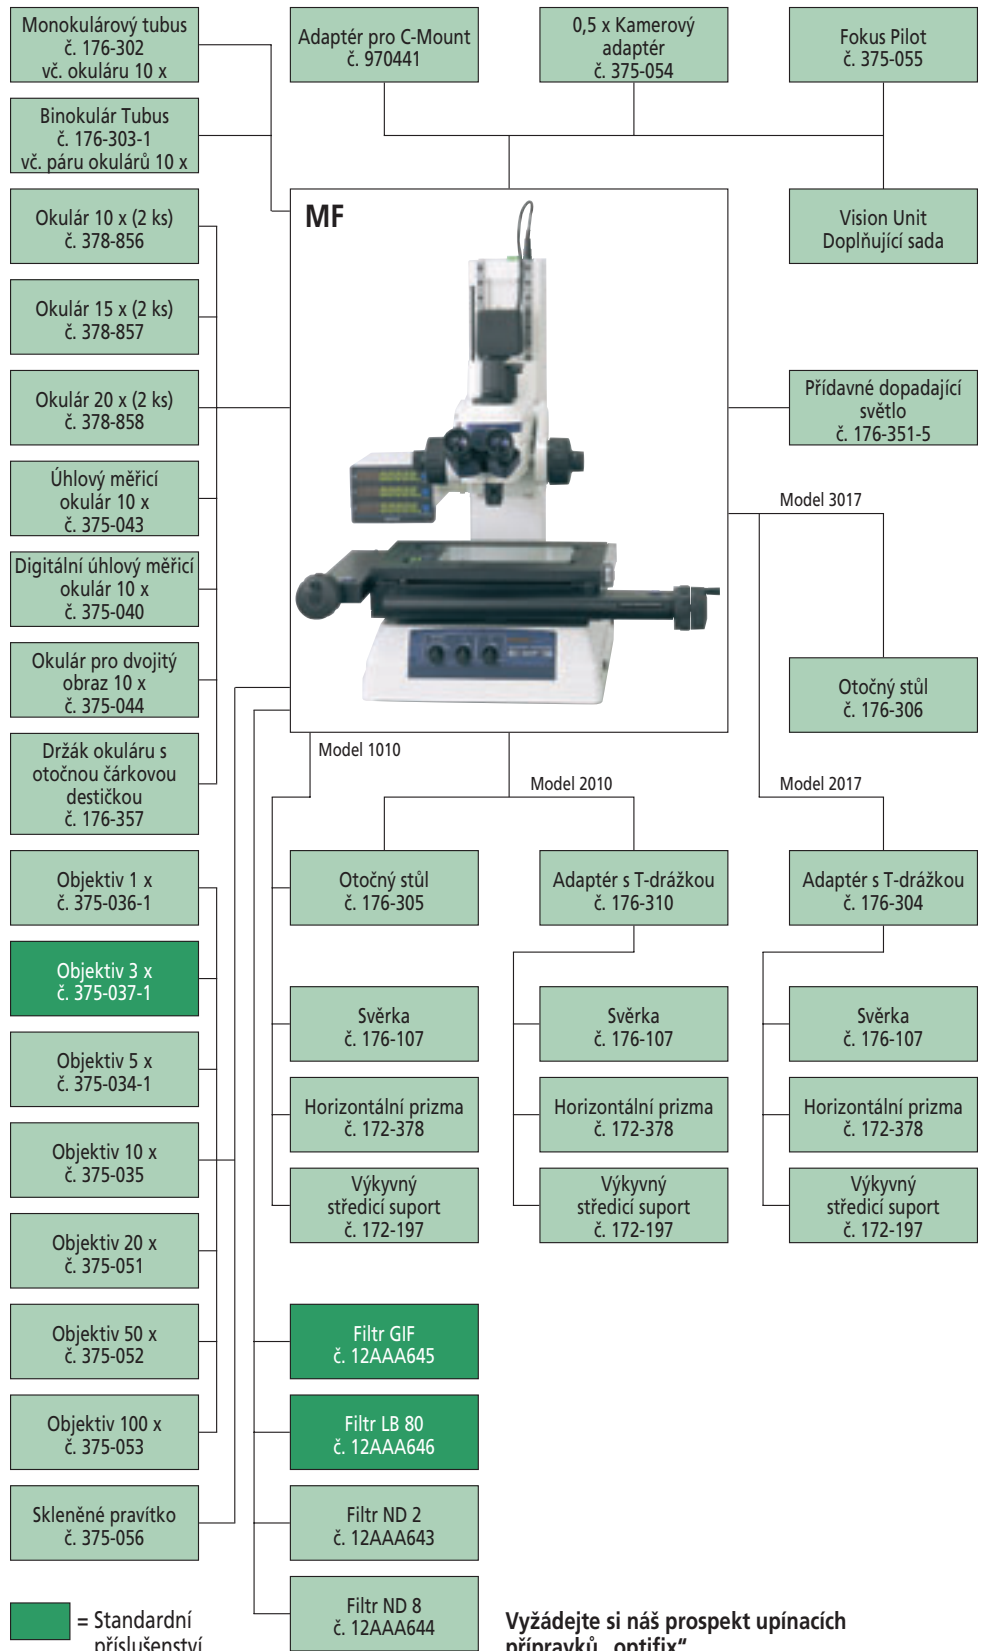 Monokulárový tubus
č. 176-302
vč. okuláru 10 x
Adaptér pro C-Mount
č. 970441
0,5 x Kamerový
adaptér
č. 375-054
Fokus Pilot
č. 375-055
Binokulár Tubus
č. 176-303-1
vč. páru okulárů 10 x
Okulár 10 x (2 ks)
č. 378-856
MF
Vision Unit
Doplňující sada
Okulár 15 x (2 ks)
č. 378-857
Okulár 20 x (2 ks)
č. 378-858
Přídavné dopadající
světlo
č. 176-351-5
Úhlový měřicí
okulár 10 x
č. 375-043
Model 3017
Digitální úhlový měřicí
okulár 10 x
č. 375-040
Okulár pro dvojitý
obraz 10 x
č. 375-044
Otočný stůl
č. 176-306
Držák okuláru s
otočnou čárkovou
destičkou
č. 176-357
Model 1010
Model 2010
Model 2017
Objektiv 1 x
č. 375-036-1
Otočný stůl
č. 176-305
Adaptér s T-drážkou
č. 176-310
Adaptér s T-drážkou
č. 176-304
Objektiv 3 x
č. 375-037-1
Svěrka
č. 176-107
Svěrka
č. 176-107
Svěrka
č. 176-107
Objektiv 5 x
č. 375-034-1
Horizontální prizma
č. 172-378
Horizontální prizma
č. 172-378
Horizontální prizma
č. 172-378
Objektiv 10 x
č. 375-035
Výkyvný
středicí suport
č. 172-197
Výkyvný
středicí suport
č. 172-197
Výkyvný
středicí suport
č. 172-197
Objektiv 20 x
č. 375-051
Objektiv 50 x
č. 375-052
Filtr GIF
č. 12AAA645
Objektiv 100 x
č. 375-053
Filtr LB 80
č. 12AAA646
Skleněné pravítko
č. 375-056
Filtr ND 2
č. 12AAA643
Filtr ND 8
č. 12AAA644
= Standardní
příslušenství
Vyžádejte si náš prospekt upínacích
přípravků „optifix“